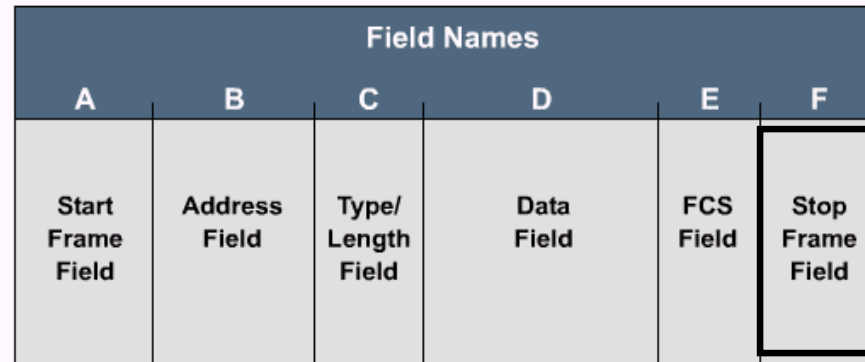 Field Names
A B C D E F
Start Frame Field
Address Field
Type/ Length Field
Data Field
FCS Field
Stop Frame Field